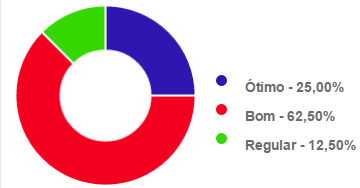 Ótimo - 25,00%
Bom - 62,50%
Regular - 12,50%